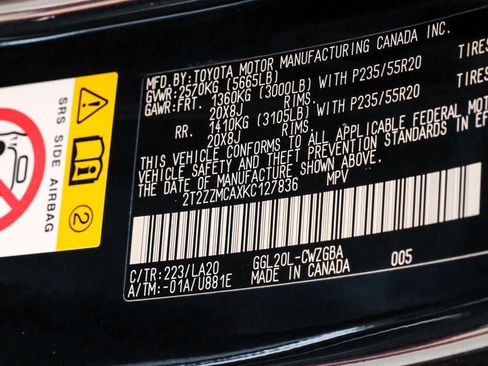 MFD.BY:TOYOTA MOTOR MANUFACTURING CANADA INC.
GVWR:2570KG (5665LB)
GAWR:FRT. 1360KG (3000LB) WITH P235/55R20 TIRES
20X8J RIMS.
RR. 1410KG (3105LB) WITH P235/55R20 TIRES
20X8J RIMS.
THIS VEHICLE CONFORMS TO ALL APPLICABLE FEDERAL MOTOR
VEHICLE SAFETY AND THEFT PREVENTION STANDARDS IN EF
THE DATE OF MANUFACTURE SHOWN ABOVE.
2T2ZZMCAXKC127836 MPV
C/TR:223/LA20 GGL20L-CWZGBA 005
A/TM:-01A/U881E MADE IN CANADA
SRS SIDE AIRBAG
2